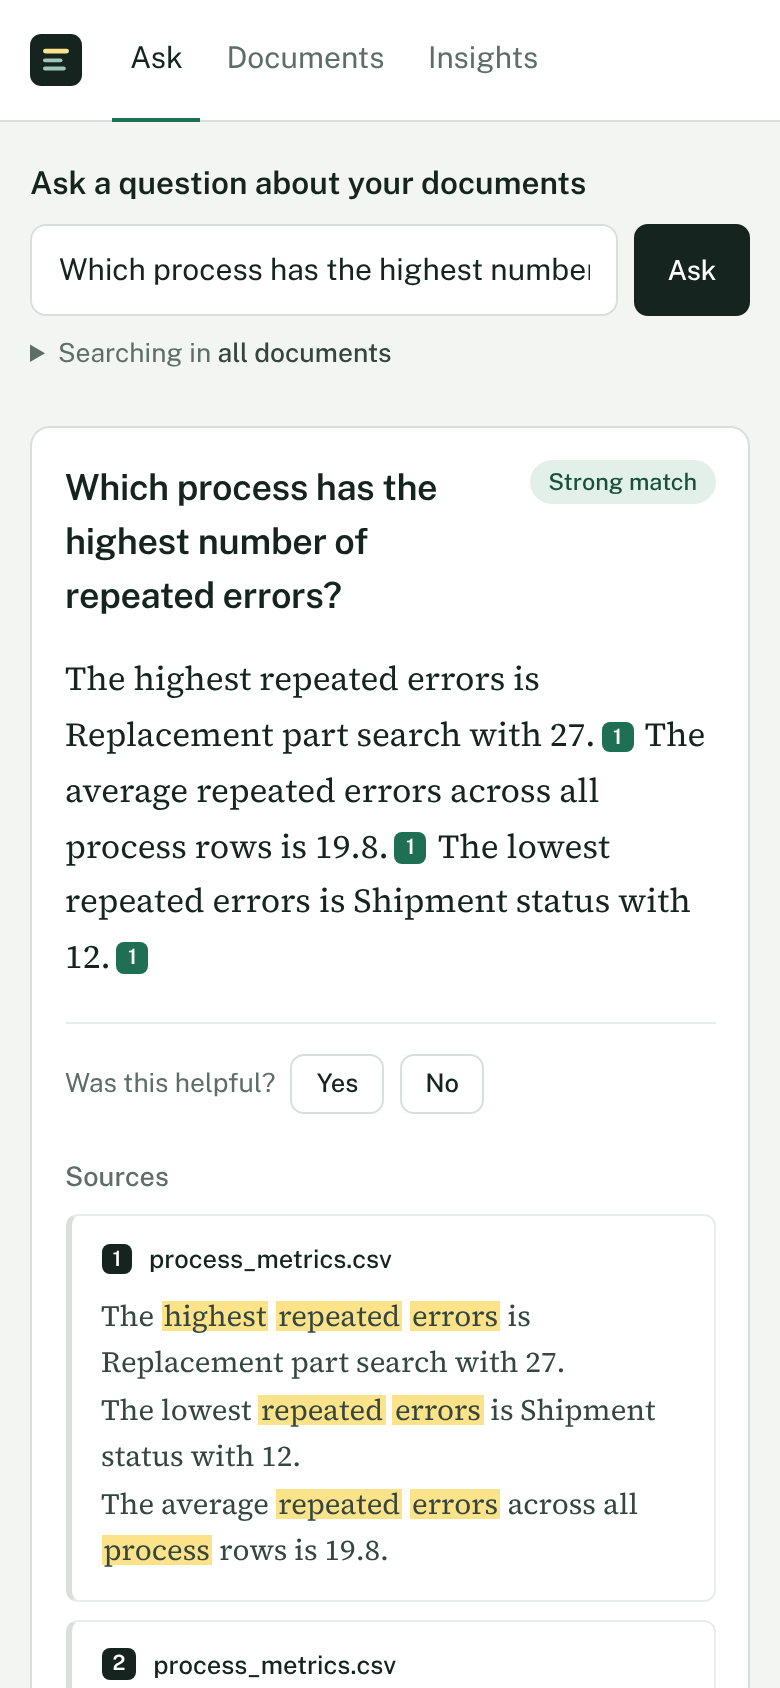 Ask Documents Insights
Ask a question about your documents
Which process has the highest number
Ask
Searching in all documents
Which process has the
highest number of
repeated errors?
Strong match
The highest repeated errors is
Replacement part search with 27. 1 The
average repeated errors across all
process rows is 19.8. 1 The lowest
repeated errors is Shipment status with
12. 1
Was this helpful? Yes No
Sources
1 process_metrics.csv
The highest repeated errors is
Replacement part search with 27.
The lowest repeated errors is Shipment
status with 12.
The average repeated errors across all
process rows is 19.8.
2 process_metrics.csv